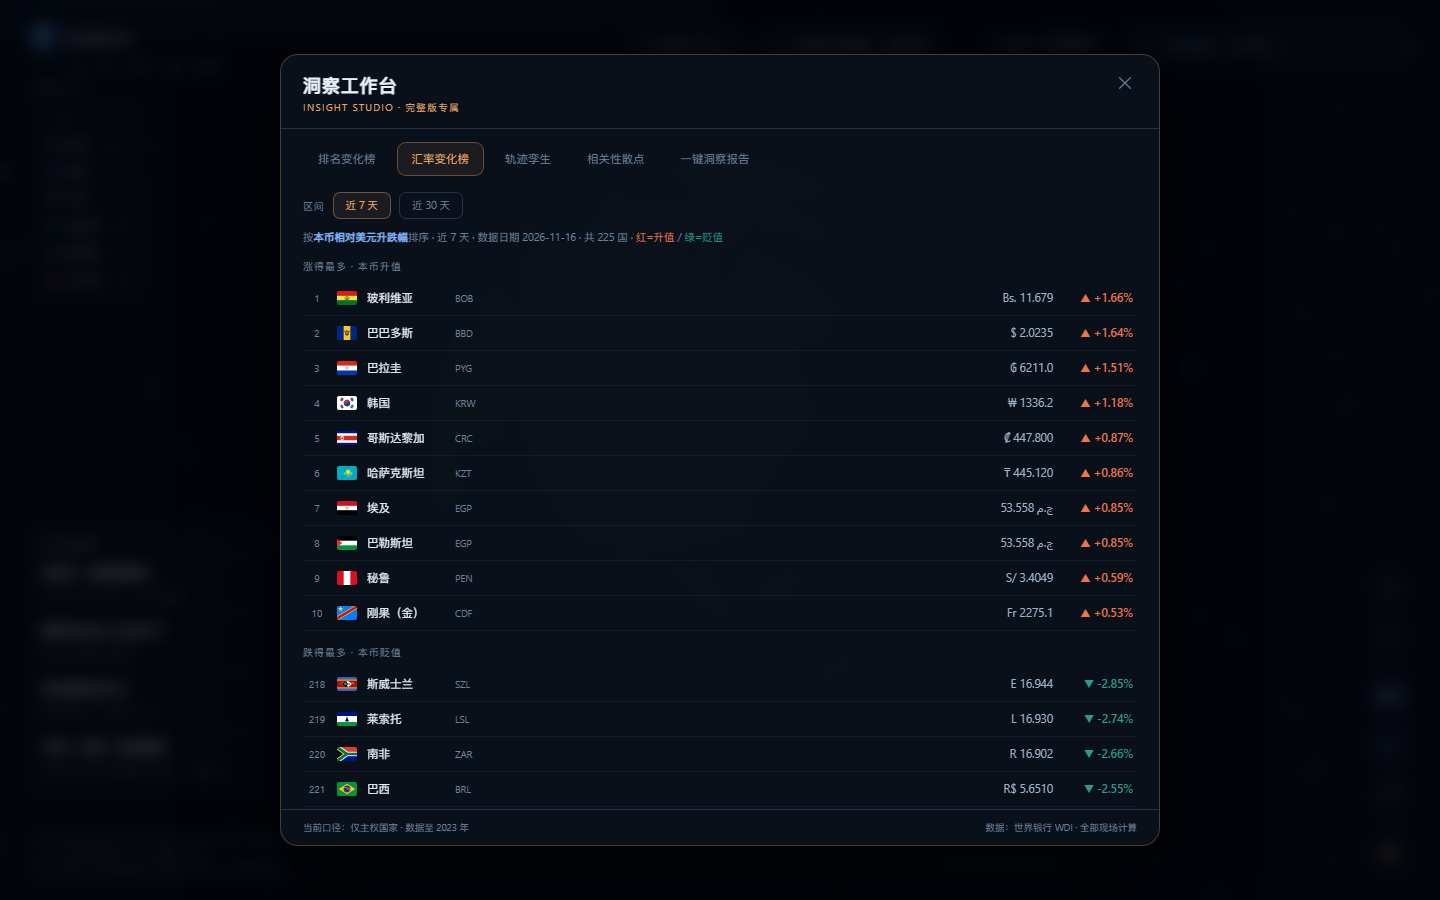 洞察工作台
INSIGHT STUDIO · 完整版专属
排名变化榜 汇率变化榜 轨迹孪生 相关性散点 一键洞察报告
区间 近 7 天 近 30 天
按本币相对美元升跌幅排序 · 近 7 天 · 数据日期 2026-11-16 · 共 225 国 · 红=升值 / 绿=贬值
涨得最多 · 本币升值
1 玻利维亚 BOB Bs. 11.679 ▲ +1.66%
2 巴巴多斯 BBD $ 2.0235 ▲ +1.64%
3 巴拉圭 PYG ₲ 6211.0 ▲ +1.51%
4 韩国 KRW ₩ 1336.2 ▲ +1.18%
5 哥斯达黎加 CRC ₡ 447.800 ▲ +0.87%
6 哈萨克斯坦 KZT ₸ 445.120 ▲ +0.86%
7 埃及 EGP 53.558 ج.م ▲ +0.85%
8 巴勒斯坦 EGP 53.558 ج.م ▲ +0.85%
9 秘鲁 PEN S/ 3.4049 ▲ +0.59%
10 刚果（金） CDF Fr 2275.1 ▲ +0.53%
跌得最多 · 本币贬值
218 斯威士兰 SZL E 16.944 ▼ -2.85%
219 莱索托 LSL L 16.930 ▼ -2.74%
220 南非 ZAR R 16.902 ▼ -2.66%
221 巴西 BRL R$ 5.6510 ▼ -2.55%
当前口径：仅主权国家 · 数据至 2023 年 数据：世界银行 WDI · 全部现场计算